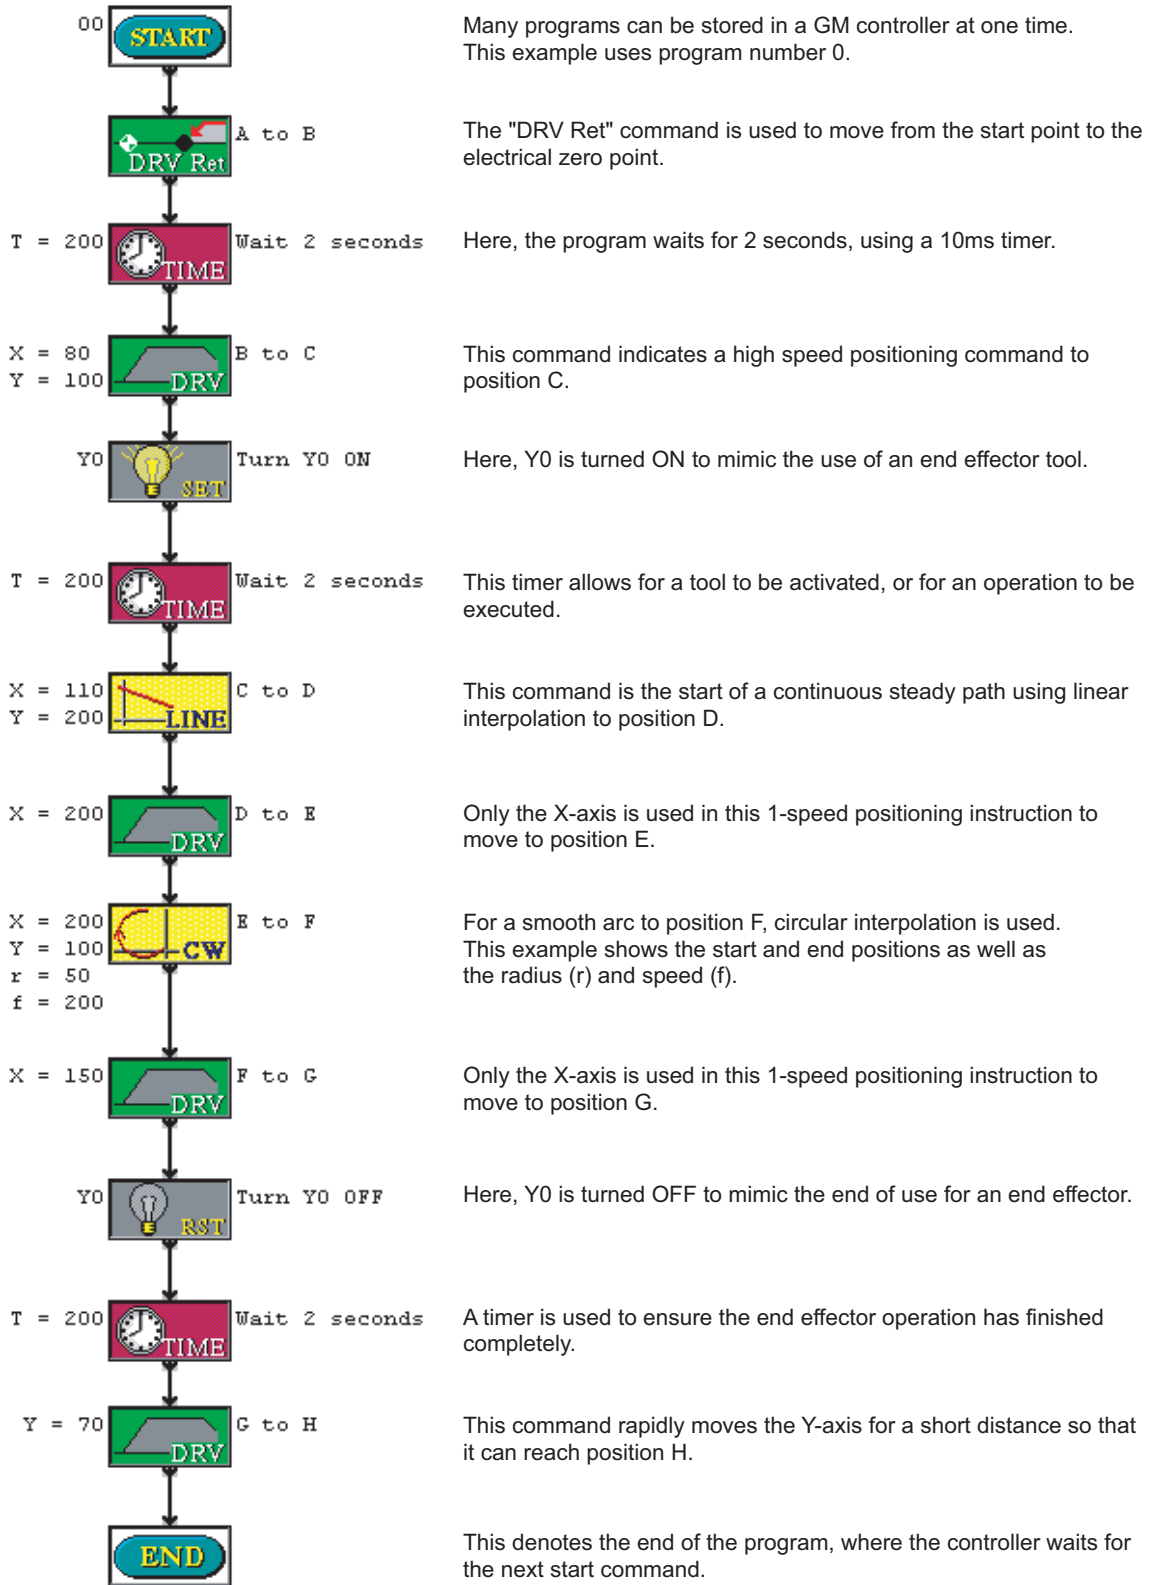 00
START
Many programs can be stored in a GM controller at one time.
This example uses program number 0.
DRV Ret
A to B
The "DRV Ret" command is used to move from the start point to the
electrical zero point.
T = 200
TIME
Wait 2 seconds
Here, the program waits for 2 seconds, using a 10ms timer.
X = 80
Y = 100
DRV
B to C
This command indicates a high speed positioning command to
position C.
Y0
SET
Turn Y0 ON
Here, Y0 is turned ON to mimic the use of an end effector tool.
T = 200
TIME
Wait 2 seconds
This timer allows for a tool to be activated, or for an operation to be
executed.
X = 110
Y = 200
LINE
C to D
This command is the start of a continuous steady path using linear
interpolation to position D.
X = 200
DRV
D to E
Only the X-axis is used in this 1-speed positioning instruction to
move to position E.
X = 200
Y = 100
r = 50
f = 200
CW
E to F
For a smooth arc to position F, circular interpolation is used.
This example shows the start and end positions as well as
the radius (r) and speed (f).
X = 150
DRV
F to G
Only the X-axis is used in this 1-speed positioning instruction to
move to position G.
Y0
RST
Turn Y0 OFF
Here, Y0 is turned OFF to mimic the end of use for an end effector.
T = 200
TIME
Wait 2 seconds
A timer is used to ensure the end effector operation has finished
completely.
Y = 70
DRV
G to H
This command rapidly moves the Y-axis for a short distance so that
it can reach position H.
END
This denotes the end of the program, where the controller waits for
the next start command.